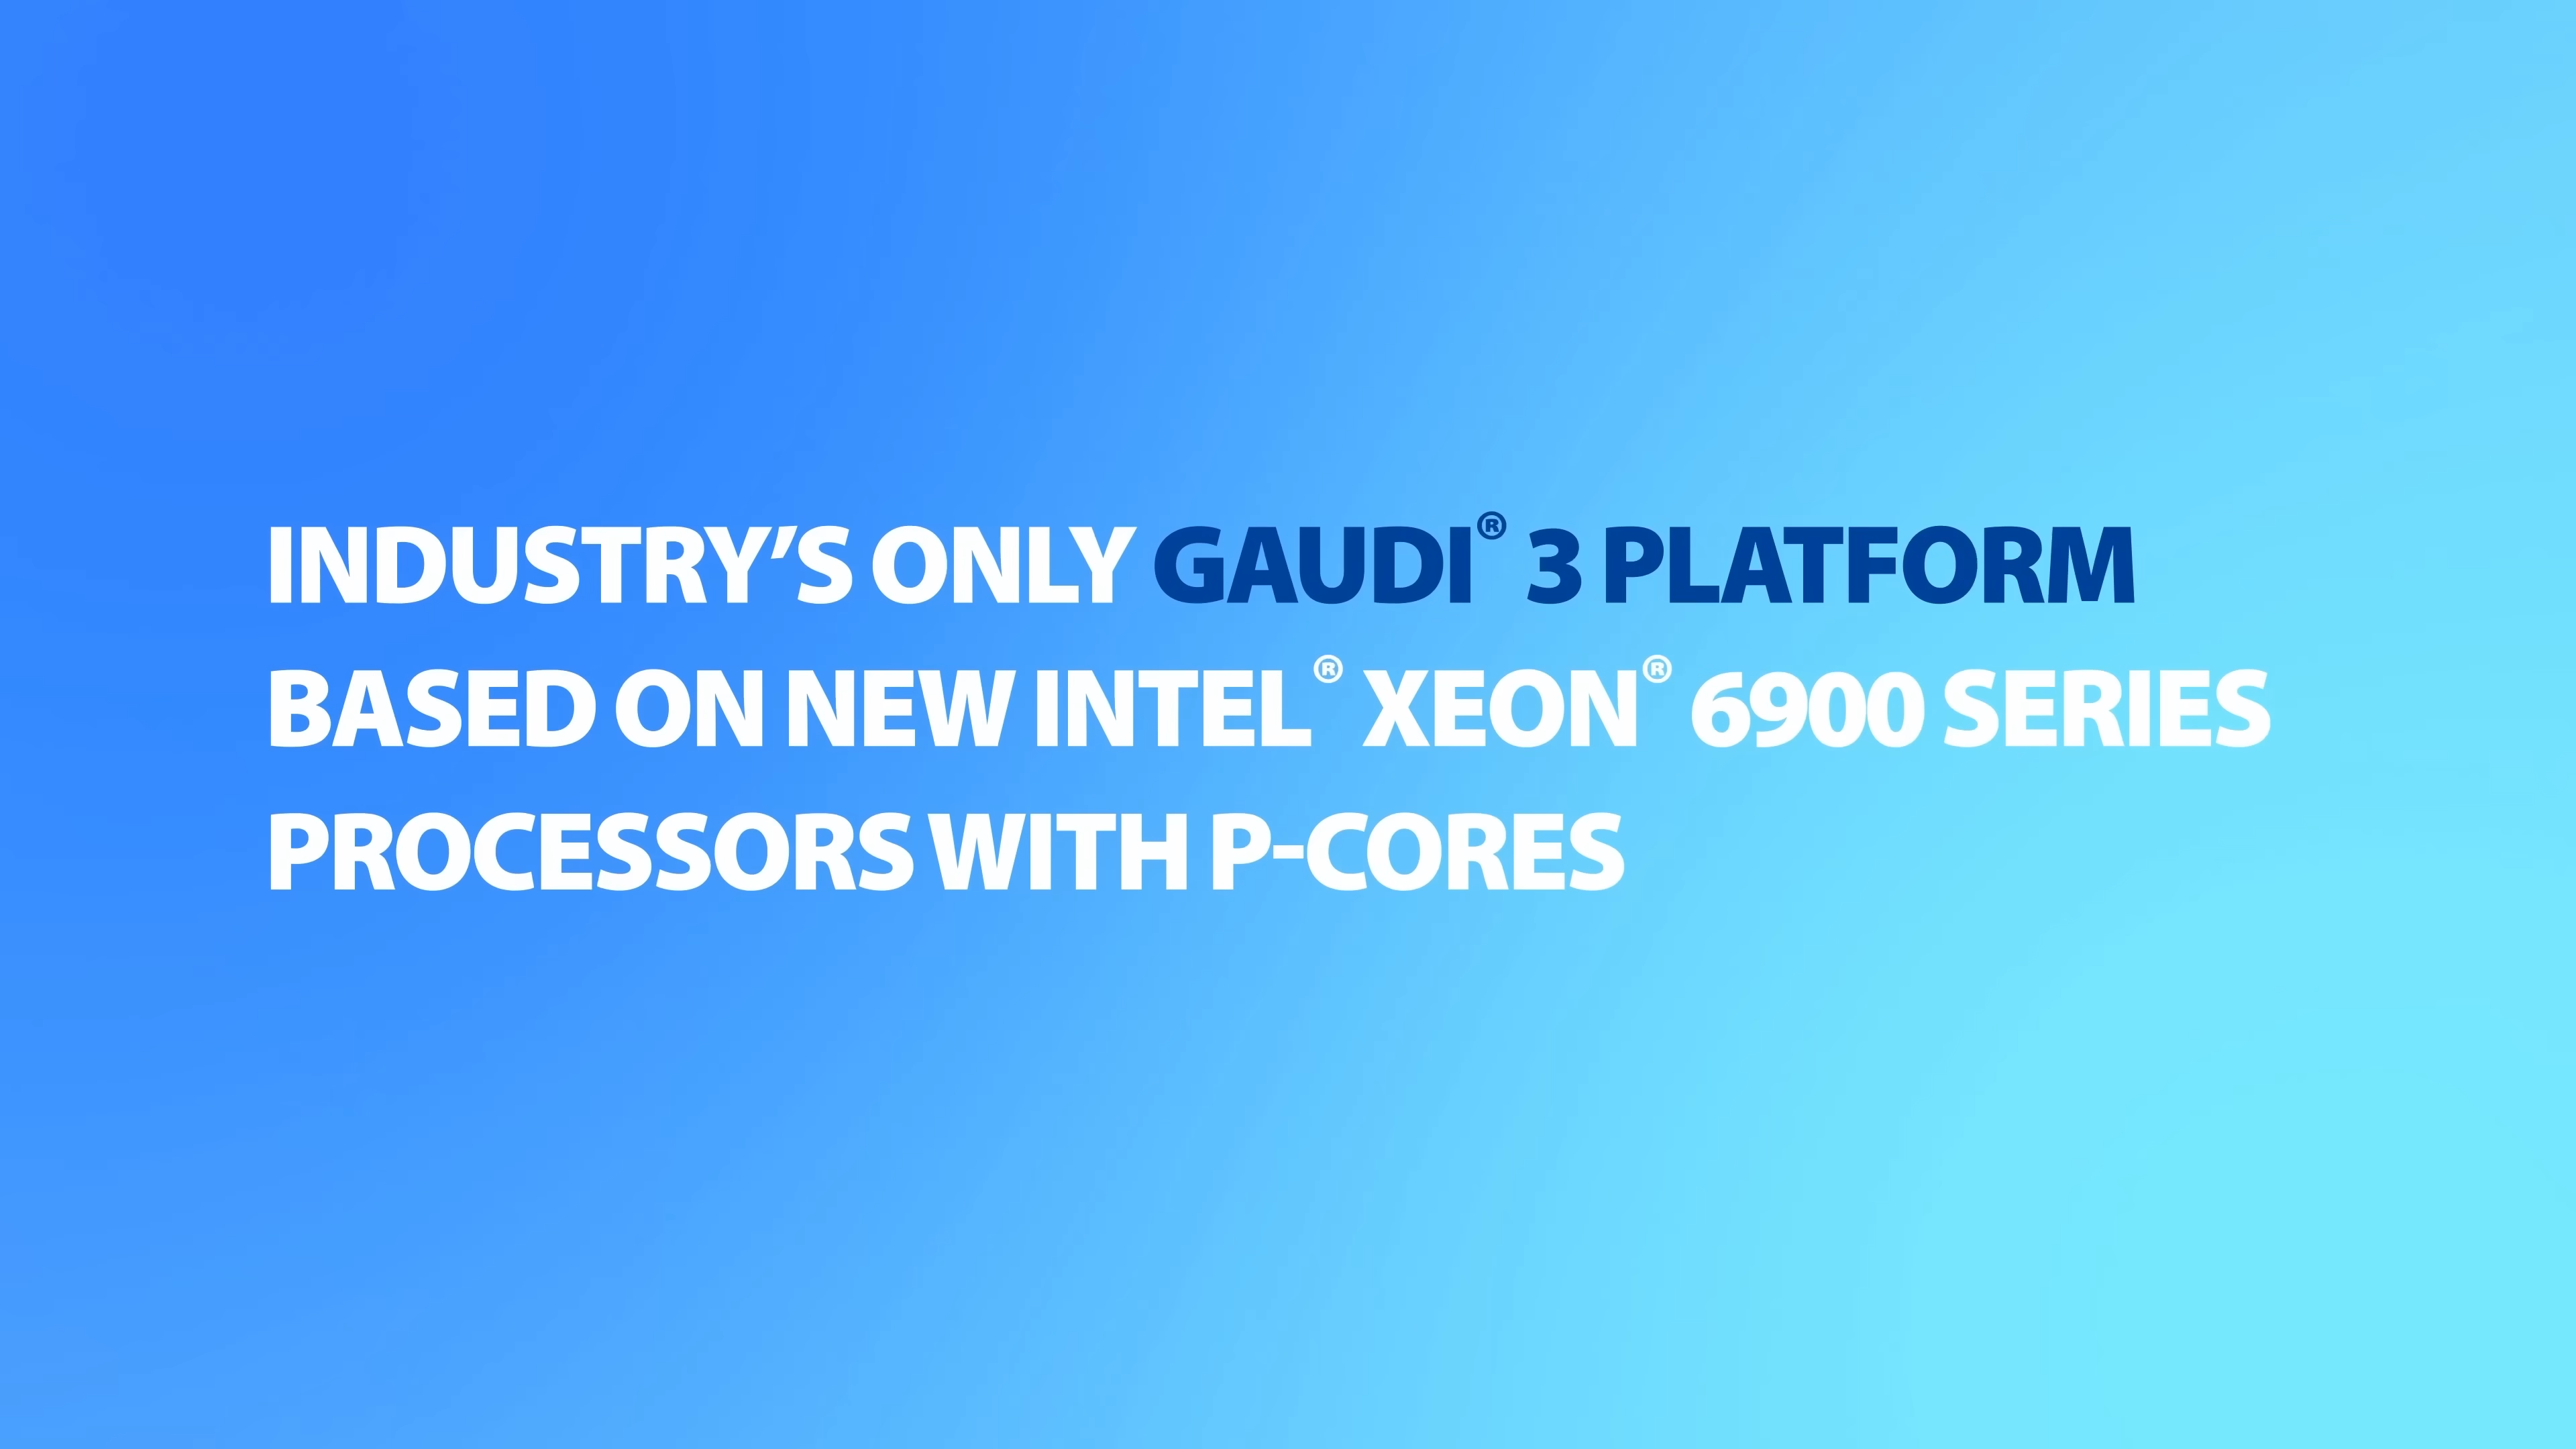 INDUSTRY’S ONLY GAUDI® 3 PLATFORM
BASED ON NEW INTEL® XEON® 6900 SERIES
PROCESSORS WITH P-CORES